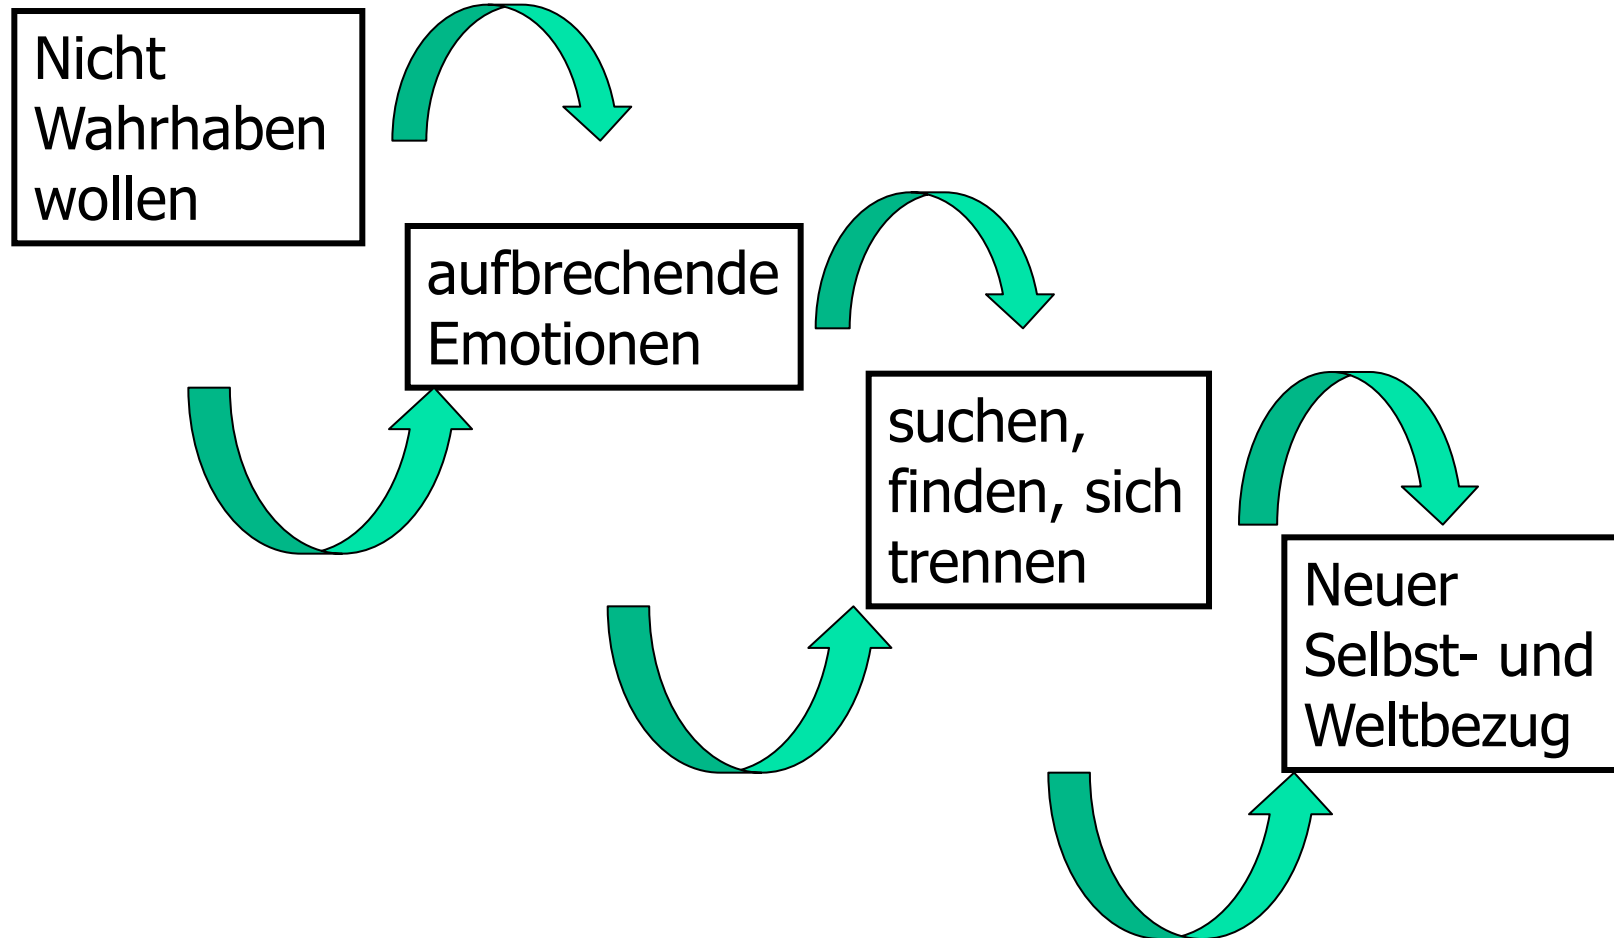 Nicht
Wahrhaben
wollen
aufbrechende
Emotionen
suchen,
finden, sich
trennen
Neuer
Selbst- und
Weltbezug